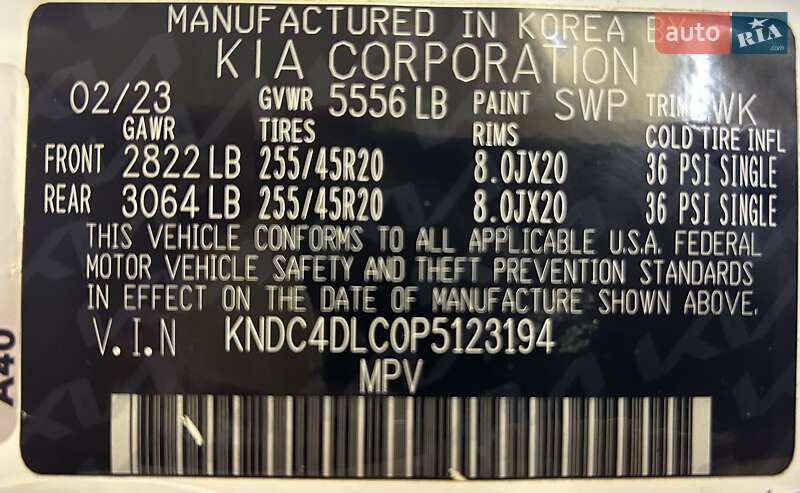 MANUFACTURED IN KOREA BY
KIA CORPORATION
02/23 GVWR 5556 LB PAINT SWP TRIM WK
GAWR TIRES RIMS COLD TIRE INFL
FRONT 2822 LB 255/45R20 8.0JX20 36 PSI SINGLE
REAR 3064 LB 255/45R20 8.0JX20 36 PSI SINGLE
THIS VEHICLE CONFORMS TO ALL APPLICABLE U.S.A. FEDERAL
MOTOR VEHICLE SAFETY AND THEFT PREVENTION STANDARDS
IN EFFECT ON THE DATE OF MANUFACTURE SHOWN ABOVE.
V.I.N KNDC4DLC0P5123194
MPV
A40
auto RIA.com